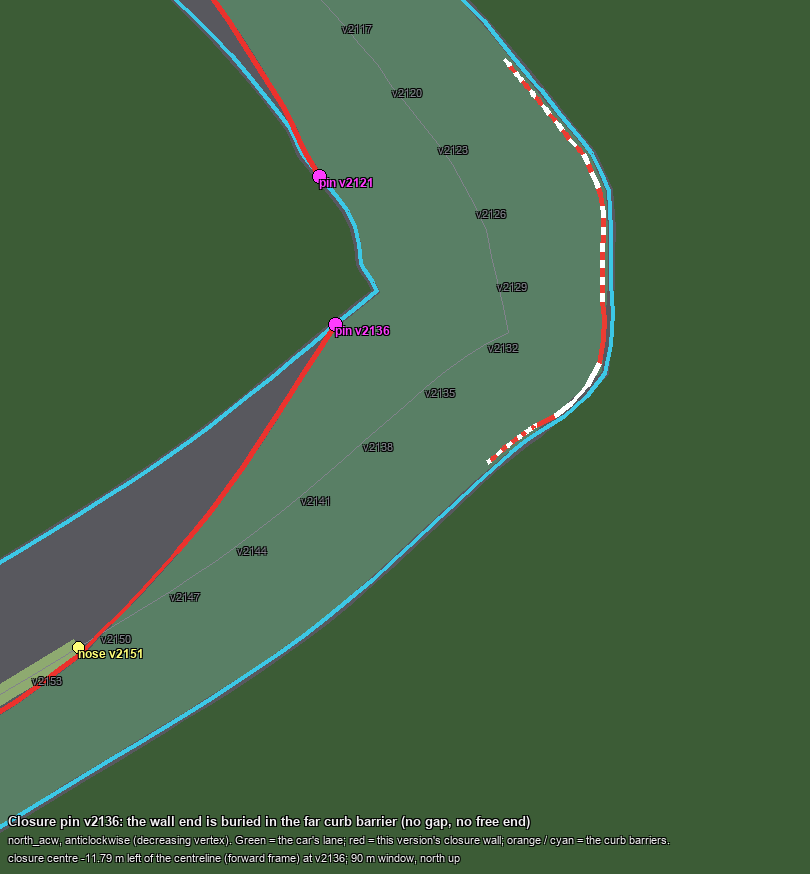 v2117
v2120
v2123
pin v2121
v2126
v2129
pin v2136
v2132
v2135
v2138
v2141
v2144
v2147
v2150
nose v2151
v2153
Closure pin v2136: the wall end is buried in the far curb barrier (no gap, no free end)
north_acw, anticlockwise (decreasing vertex). Green = the car's lane; red = this version's closure wall; orange / cyan = the curb barriers.
closure centre -11.79 m left of the centreline (forward frame) at v2136; 90 m window, north up